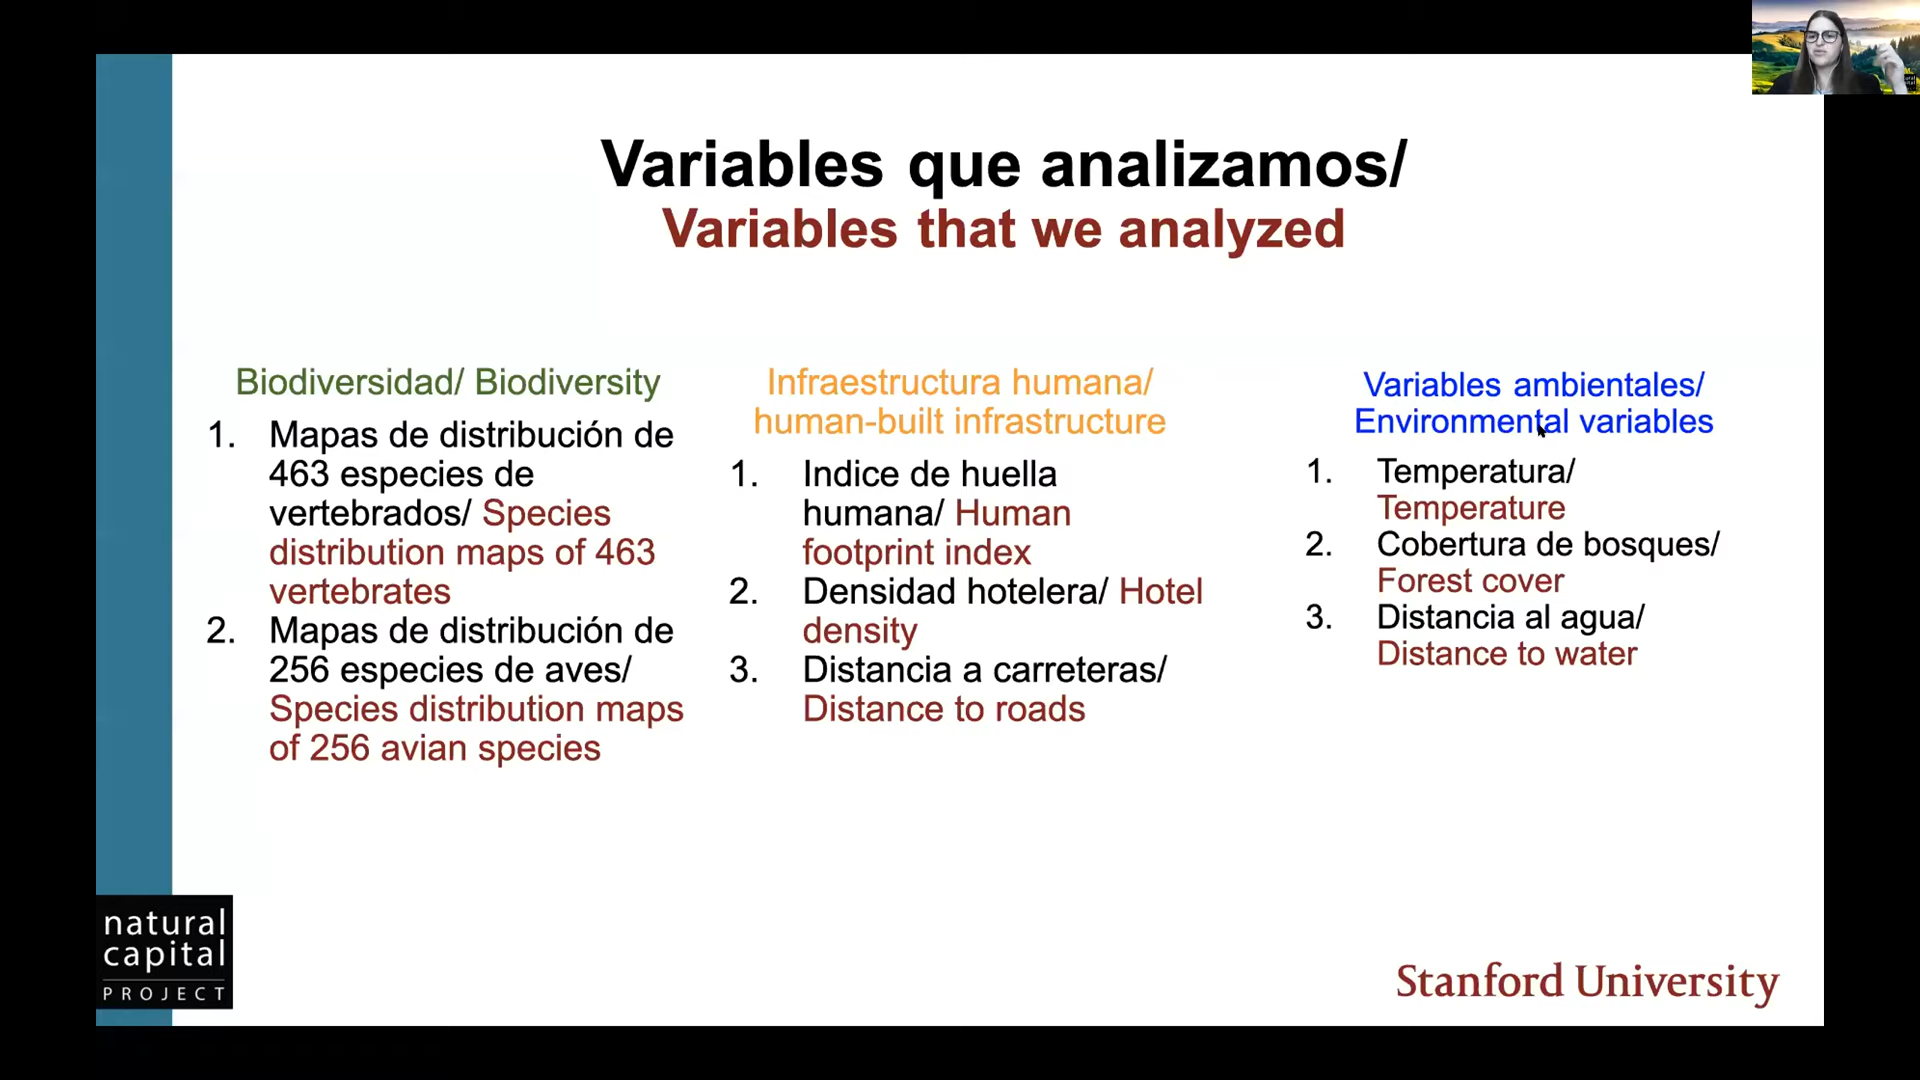 Variables que analizamos/
Variables that we analyzed
Biodiversidad/ Biodiversity
1. Mapas de distribución de
463 especies de
vertebrados/ Species
distribution maps of 463
vertebrates
2. Mapas de distribución de
256 especies de aves/
Species distribution maps
of 256 avian species
Infraestructura humana/
human-built infrastructure
1. Indice de huella
humana/ Human
footprint index
2. Densidad hotelera/ Hotel
density
3. Distancia a carreteras/
Distance to roads
Variables ambientales/
Environmental variables
1. Temperatura/
Temperature
2. Cobertura de bosques/
Forest cover
3. Distancia al agua/
Distance to water
natural
capital
PROJECT
Stanford University